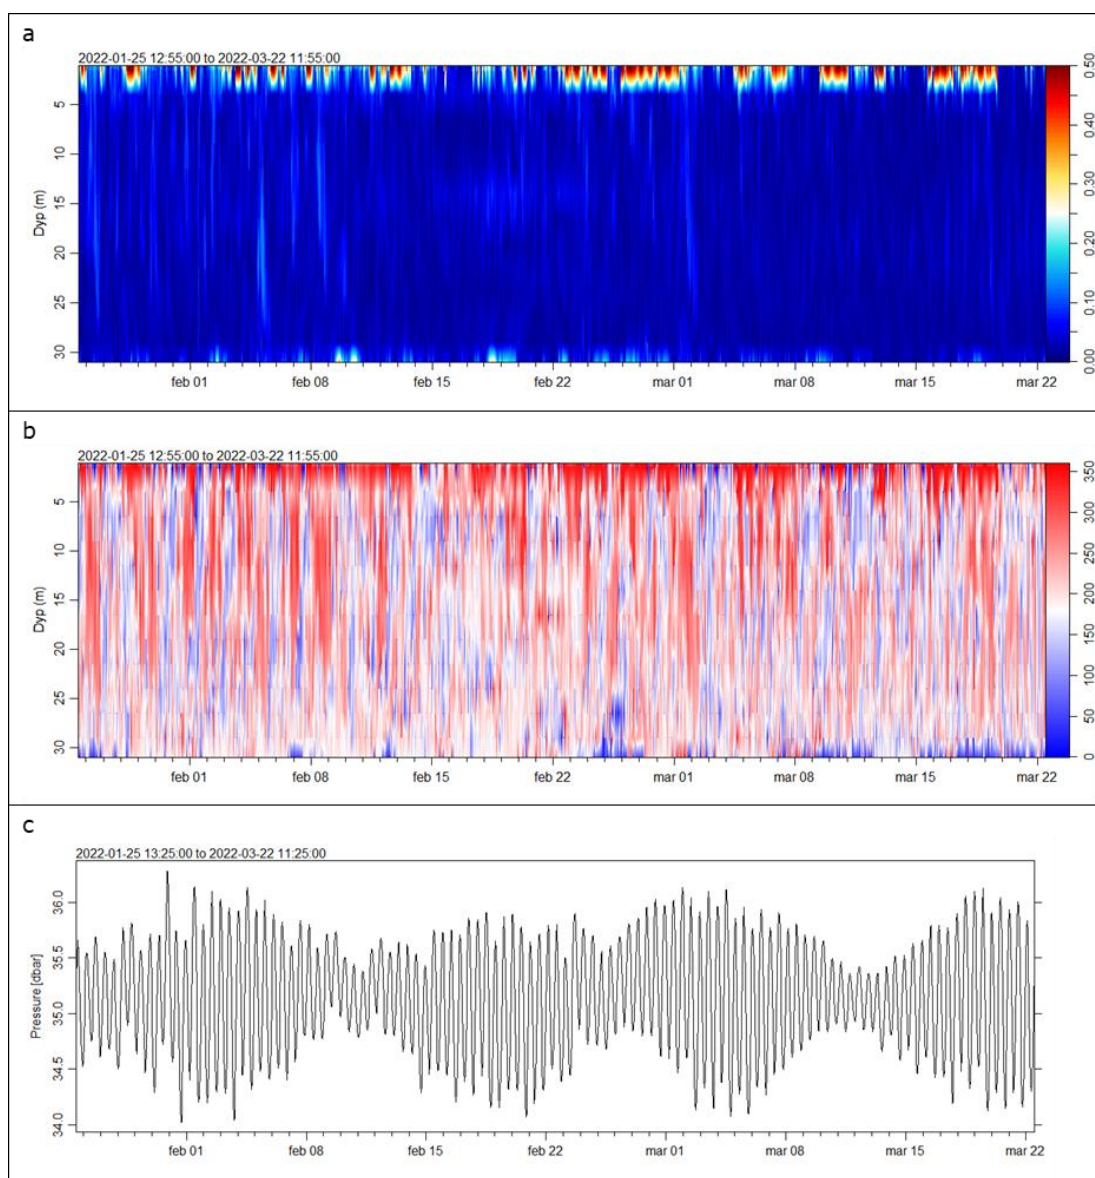 a
2022-01-25 12:55:00 to 2022-03-22 11:55:00
Dyp (m)
5
10
15
20
25
30
feb 01
feb 08
feb 15
feb 22
mar 01
mar 08
mar 15
mar 22
0.50
0.40
0.30
0.20
0.10
0.00
b
2022-01-25 12:55:00 to 2022-03-22 11:55:00
Dyp (m)
5
10
15
20
25
30
feb 01
feb 08
feb 15
feb 22
mar 01
mar 08
mar 15
mar 22
350
300
250
200
150
100
50
0
c
2022-01-25 13:25:00 to 2022-03-22 11:25:00
Pressure [dbar]
36.0
35.5
35.0
34.5
34.0
feb 01
feb 08
feb 15
feb 22
mar 01
mar 08
mar 15
mar 22